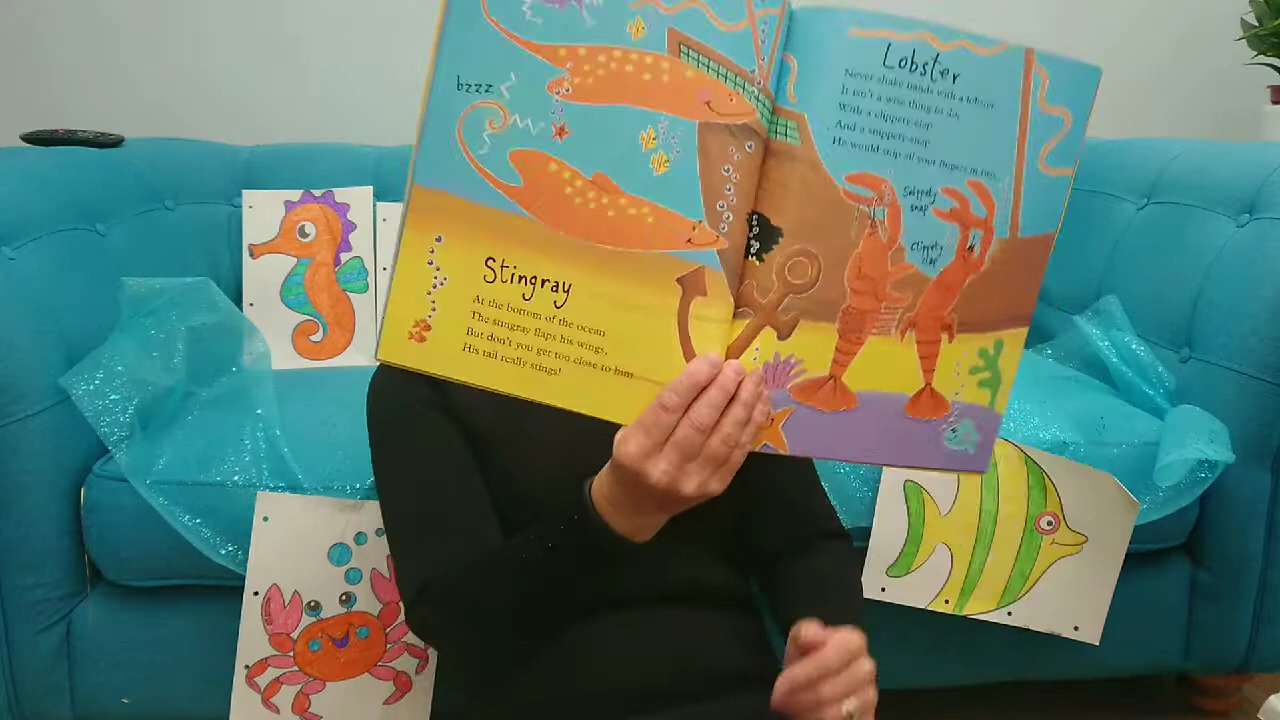 bzzz
Stingray
At the bottom of the ocean
The stingray flaps his wings,
But don't you get too close to him
His tail really stings!
Lobster
Never shake hands with a lobster
It isn't a wise thing to do,
With a clippety-clap
And a snippety-snap
He would snip all your fingers in two.
Snippety
snap
Clippety
clap